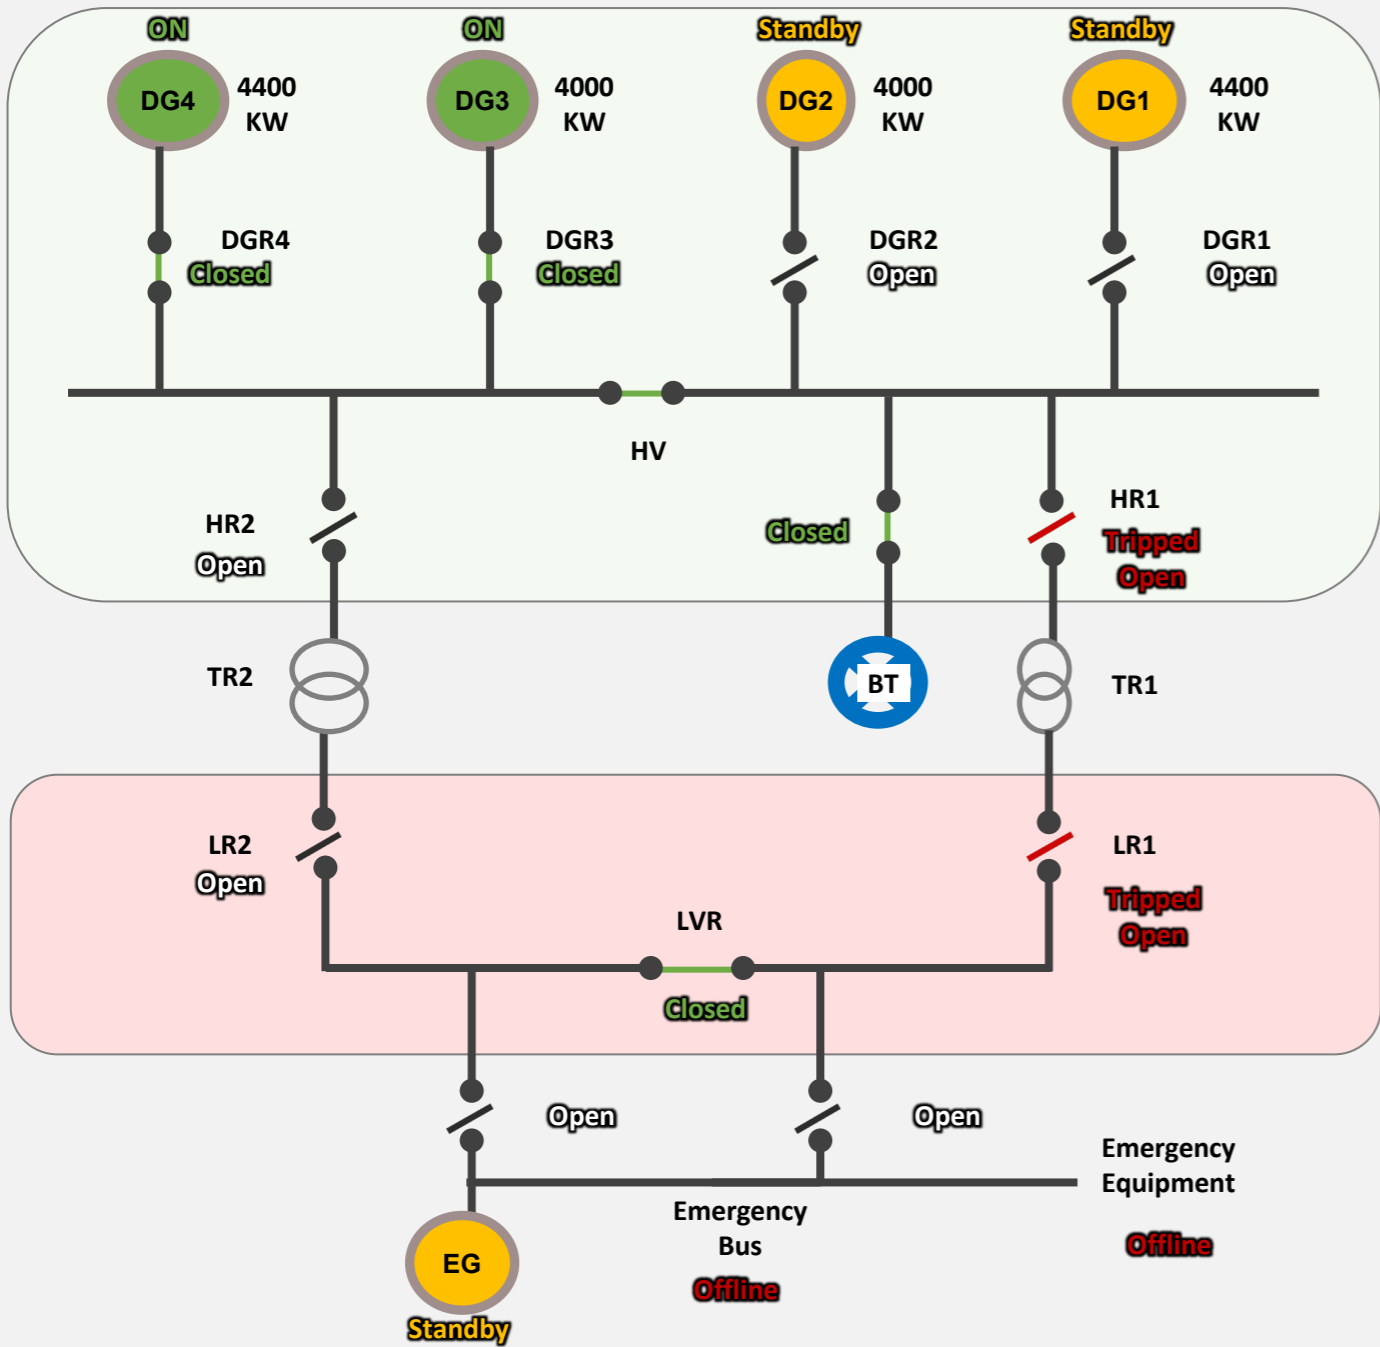 ON
ON
Standby
Standby
DG4
4400
KW
DG3
4000
KW
DG2
4000
KW
DG1
4400
KW
DGR4
Closed
DGR3
Closed
DGR2
Open
DGR1
Open
HV
HR2
Open
Closed
HR1
Tripped
Open
TR2
BT
TR1
LR2
Open
LR1
Tripped
Open
LVR
Closed
Open
Open
Emergency
Equipment
Offline
Emergency
Bus
Offline
EG
Standby